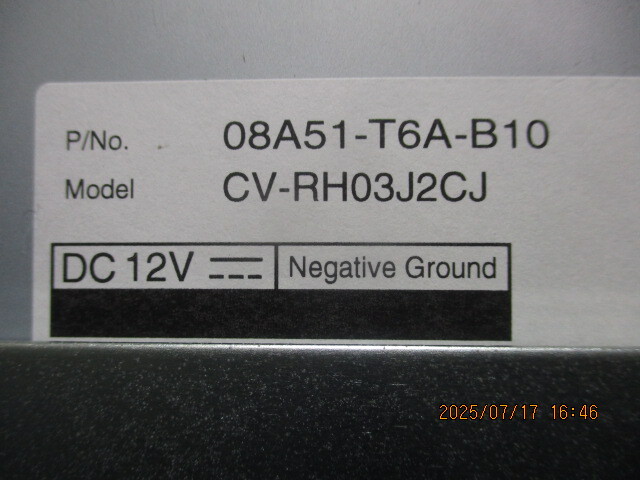 P/No. 08A51-T6A-B10
Model CV-RH03J2CJ
DC 12V Negative Ground
2025/07/17 16:46